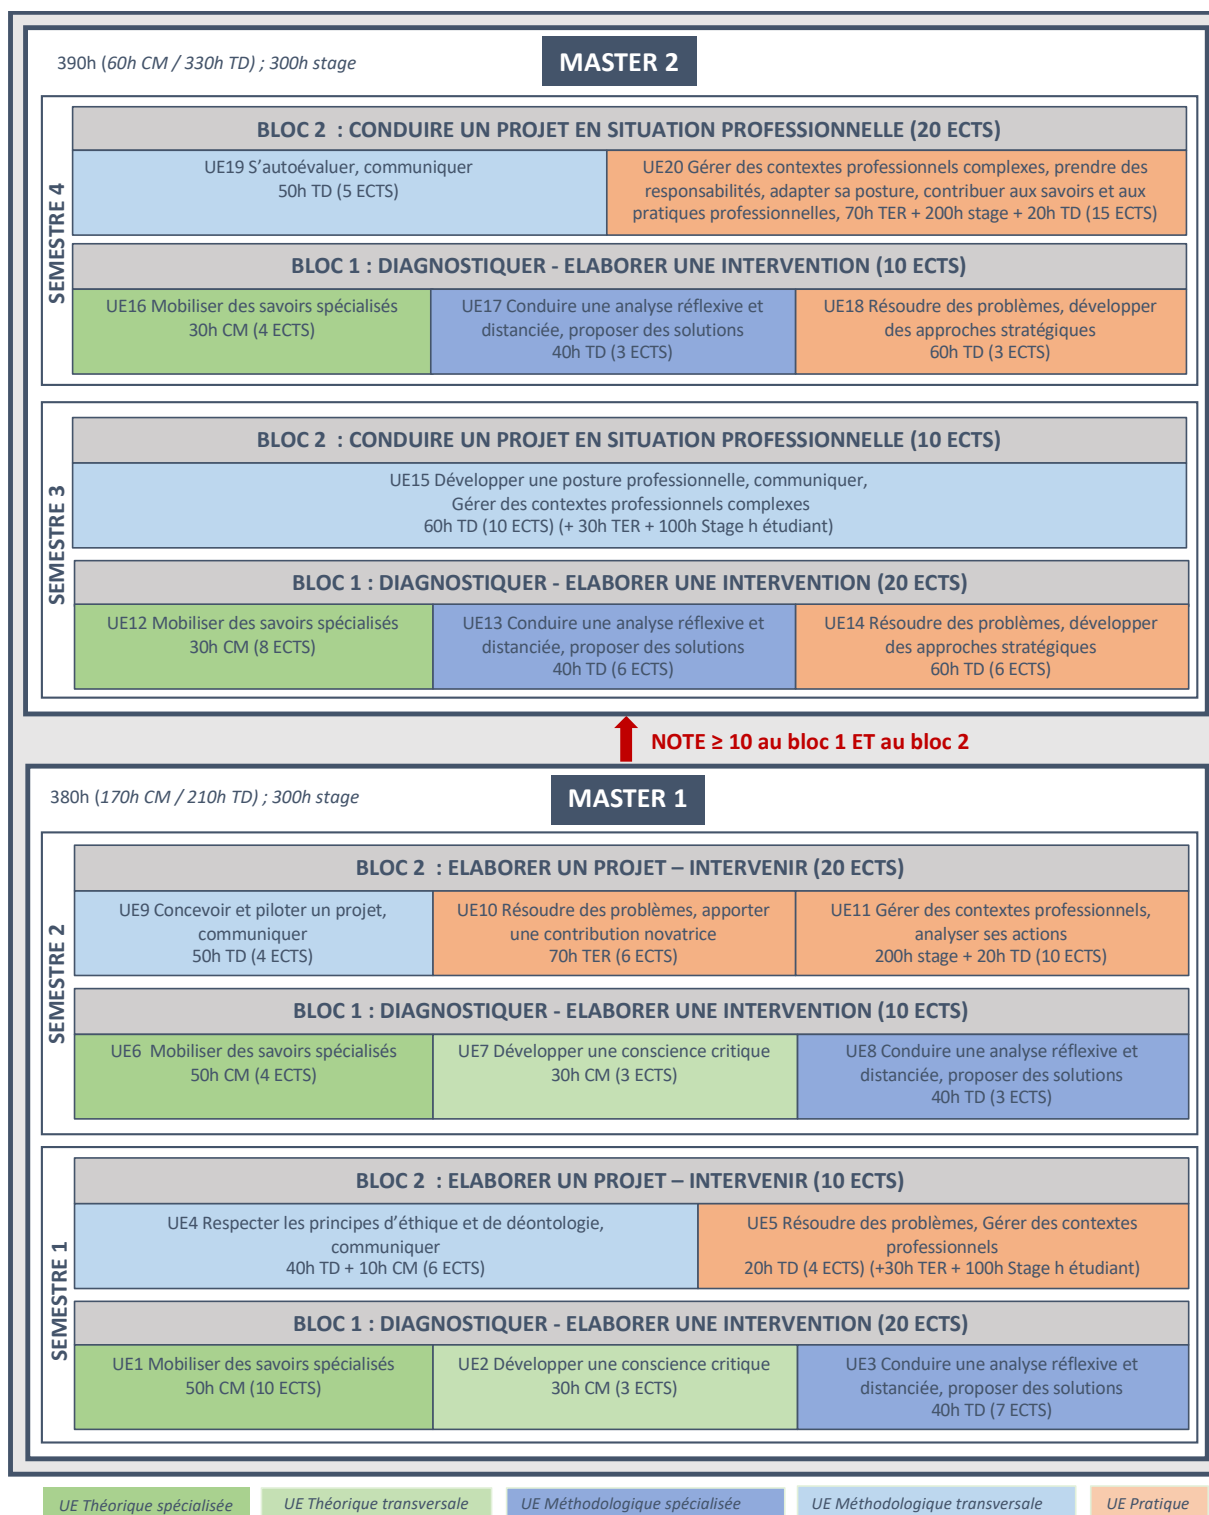 390h (60h CM / 330h TD) ; 300h stage
MASTER 2
SEMESTRE 4
BLOC 2 : CONDUIRE UN PROJET EN SITUATION PROFESSIONNELLE (20 ECTS)
UE19 S'autoévaluer, communiquer
50h TD (5 ECTS)
UE20 Gérer des contextes professionnels complexes, prendre des
responsabilités, adapter sa posture, contribuer aux savoirs et aux
pratiques professionnelles, 70h TER + 200h stage + 20h TD (15 ECTS)
BLOC 1 : DIAGNOSTIQUER - ELABORER UNE INTERVENTION (10 ECTS)
UE16 Mobiliser des savoirs spécialisés
30h CM (4 ECTS)
UE17 Conduire une analyse réflexive et
distanciée, proposer des solutions
40h TD (3 ECTS)
UE18 Résoudre des problèmes, développer
des approches stratégiques
60h TD (3 ECTS)
SEMESTRE 3
BLOC 2 : CONDUIRE UN PROJET EN SITUATION PROFESSIONNELLE (10 ECTS)
UE15 Développer une posture professionnelle, communiquer,
Gérer des contextes professionnels complexes
60h TD (10 ECTS) (+ 30h TER + 100h Stage h étudiant)
BLOC 1 : DIAGNOSTIQUER - ELABORER UNE INTERVENTION (20 ECTS)
UE12 Mobiliser des savoirs spécialisés
30h CM (8 ECTS)
UE13 Conduire une analyse réflexive et
distanciée, proposer des solutions
40h TD (6 ECTS)
UE14 Résoudre des problèmes, développer
des approches stratégiques
60h TD (6 ECTS)
NOTE ≥ 10 au bloc 1 ET au bloc 2
380h (170h CM / 210h TD) ; 300h stage
MASTER 1
SEMESTRE 2
BLOC 2 : ELABORER UN PROJET – INTERVENIR (20 ECTS)
UE9 Concevoir et piloter un projet,
communiquer
50h TD (4 ECTS)
UE10 Résoudre des problèmes, apporter
une contribution novatrice
70h TER (6 ECTS)
UE11 Gérer des contextes professionnels,
analyser ses actions
200h stage + 20h TD (10 ECTS)
BLOC 1 : DIAGNOSTIQUER - ELABORER UNE INTERVENTION (10 ECTS)
UE6 Mobiliser des savoirs spécialisés
50h CM (4 ECTS)
UE7 Développer une conscience critique
30h CM (3 ECTS)
UE8 Conduire une analyse réflexive et
distanciée, proposer des solutions
40h TD (3 ECTS)
SEMESTRE 1
BLOC 2 : ELABORER UN PROJET – INTERVENIR (10 ECTS)
UE4 Respecter les principes d'éthique et de déontologie,
communiquer
40h TD + 10h CM (6 ECTS)
UE5 Résoudre des problèmes, Gérer des contextes
professionnels
20h TD (4 ECTS) (+30h TER + 100h Stage h étudiant)
BLOC 1 : DIAGNOSTIQUER - ELABORER UNE INTERVENTION (20 ECTS)
UE1 Mobiliser des savoirs spécialisés
50h CM (10 ECTS)
UE2 Développer une conscience critique
30h CM (3 ECTS)
UE3 Conduire une analyse réflexive et
distanciée, proposer des solutions
40h TD (7 ECTS)
UE Théorique spécialisée
UE Théorique transversale
UE Méthodologique spécialisée
UE Méthodologique transversale
UE Pratique